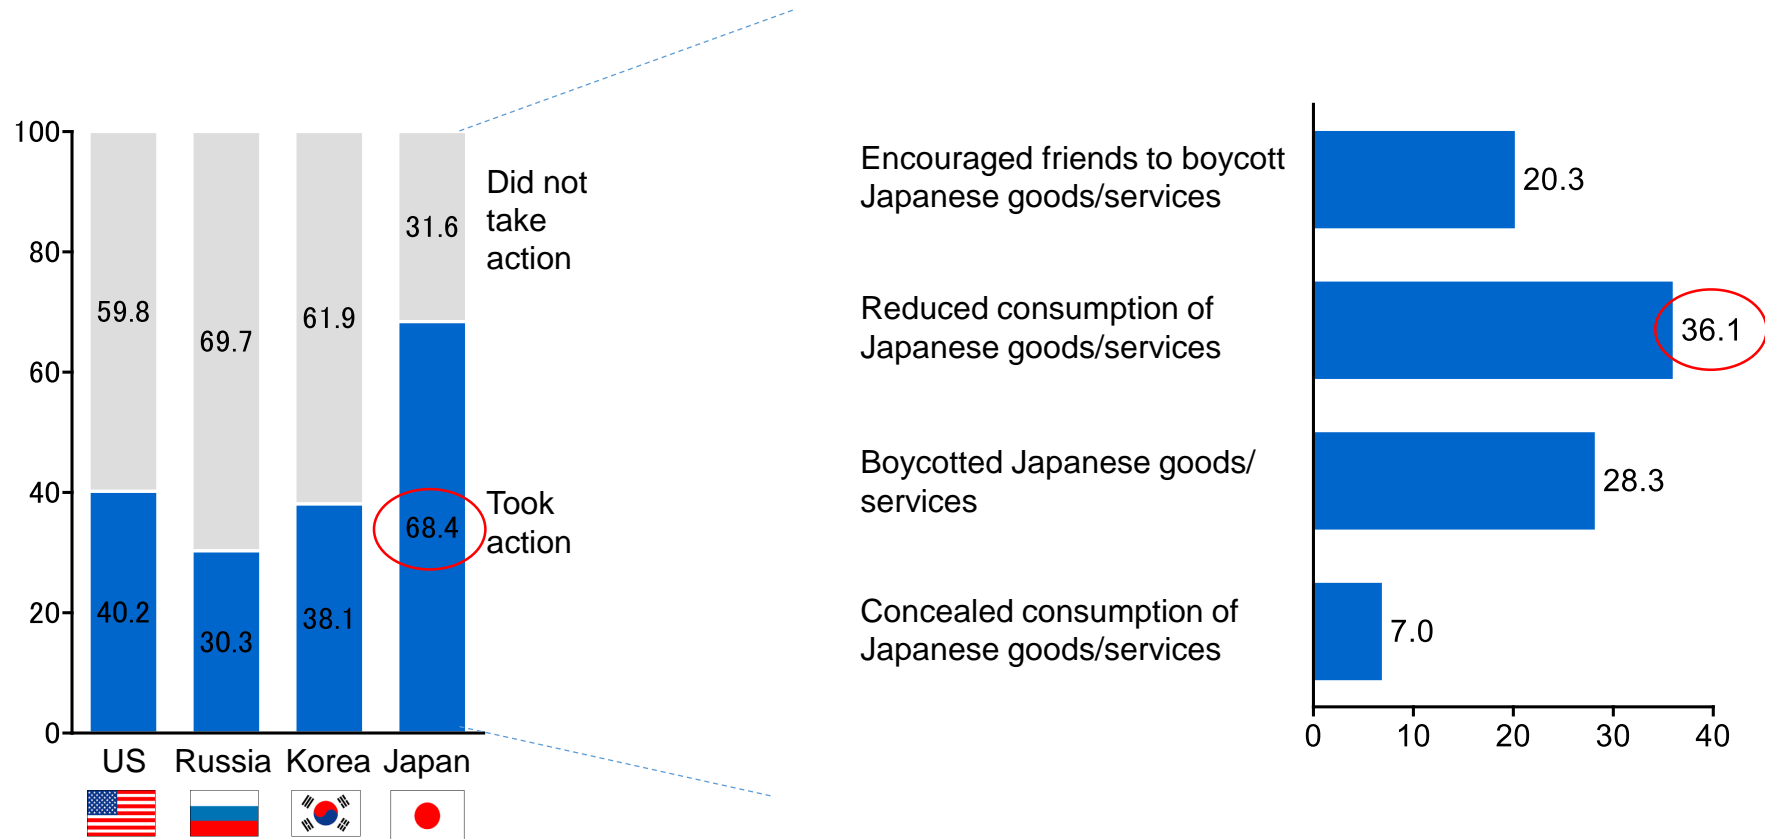 100
80
60
40
20
0
59.8
69.7
61.9
31.6
40.2
30.3
38.1
68.4
Did not
take
action
Took
action
US
Russia
Korea
Japan
Encouraged friends to boycott
Japanese goods/services
20.3
Reduced consumption of
Japanese goods/services
36.1
Boycotted Japanese goods/
services
28.3
Concealed consumption of
Japanese goods/services
7.0
0
10
20
30
40